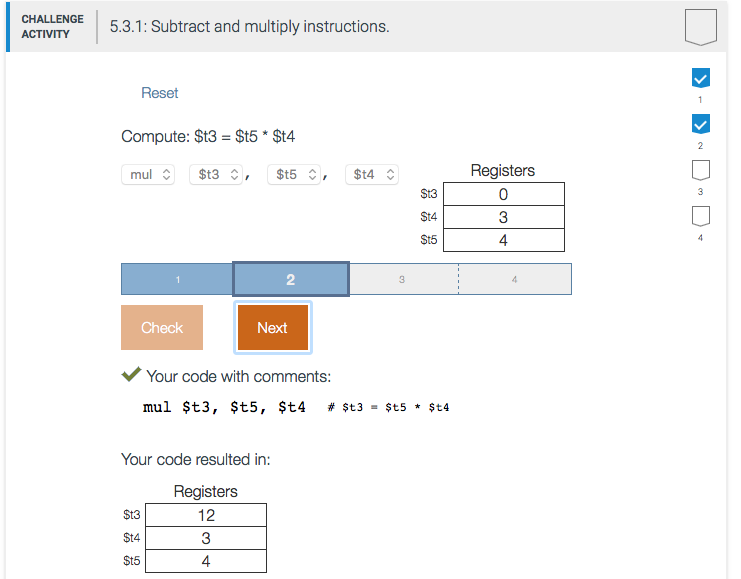 CHALLENGE
ACTIVITY
5.3.1: Subtract and multiply instructions.
1
2
3
4
Reset
Compute: $t3 = $t5 * $t4
mul $t3 , $t5 , $t4
Registers
$t3 0
$t4 3
$t5 4
1 2 3 4
Check Next
Your code with comments:
mul $t3, $t5, $t4 # $t3 = $t5 * $t4
Your code resulted in:
Registers
$t3 12
$t4 3
$t5 4